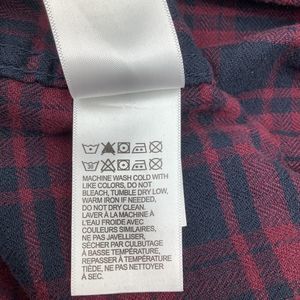 MACHINE WASH COLD WITH
LIKE COLORS, DO NOT
BLEACH, TUMBLE DRY LOW,
WARM IRON IF NEEDED,
DO NOT DRY CLEAN.
LAVER À LA MACHINE À
L'EAU FROIDE AVEC
COULEURS SIMILAIRES,
NE PAS JAVELLISER,
SÉCHER PAR CULBUTAGE
À BASSE TEMPÉRATURE,
REPASSER À TEMPÉRATURE
TIÈDE, NE PAS NETTOYER
À SEC.